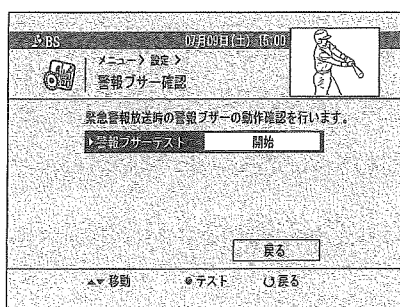 BS 07月09日(土) 15:00
メニュー > 設定 >
警報ブザー確認
緊急警報放送時の警報ブザーの動作確認を行います。
▶警報ブザーテスト 開始
戻る
▲▼ 移動 ●テスト ↺戻る